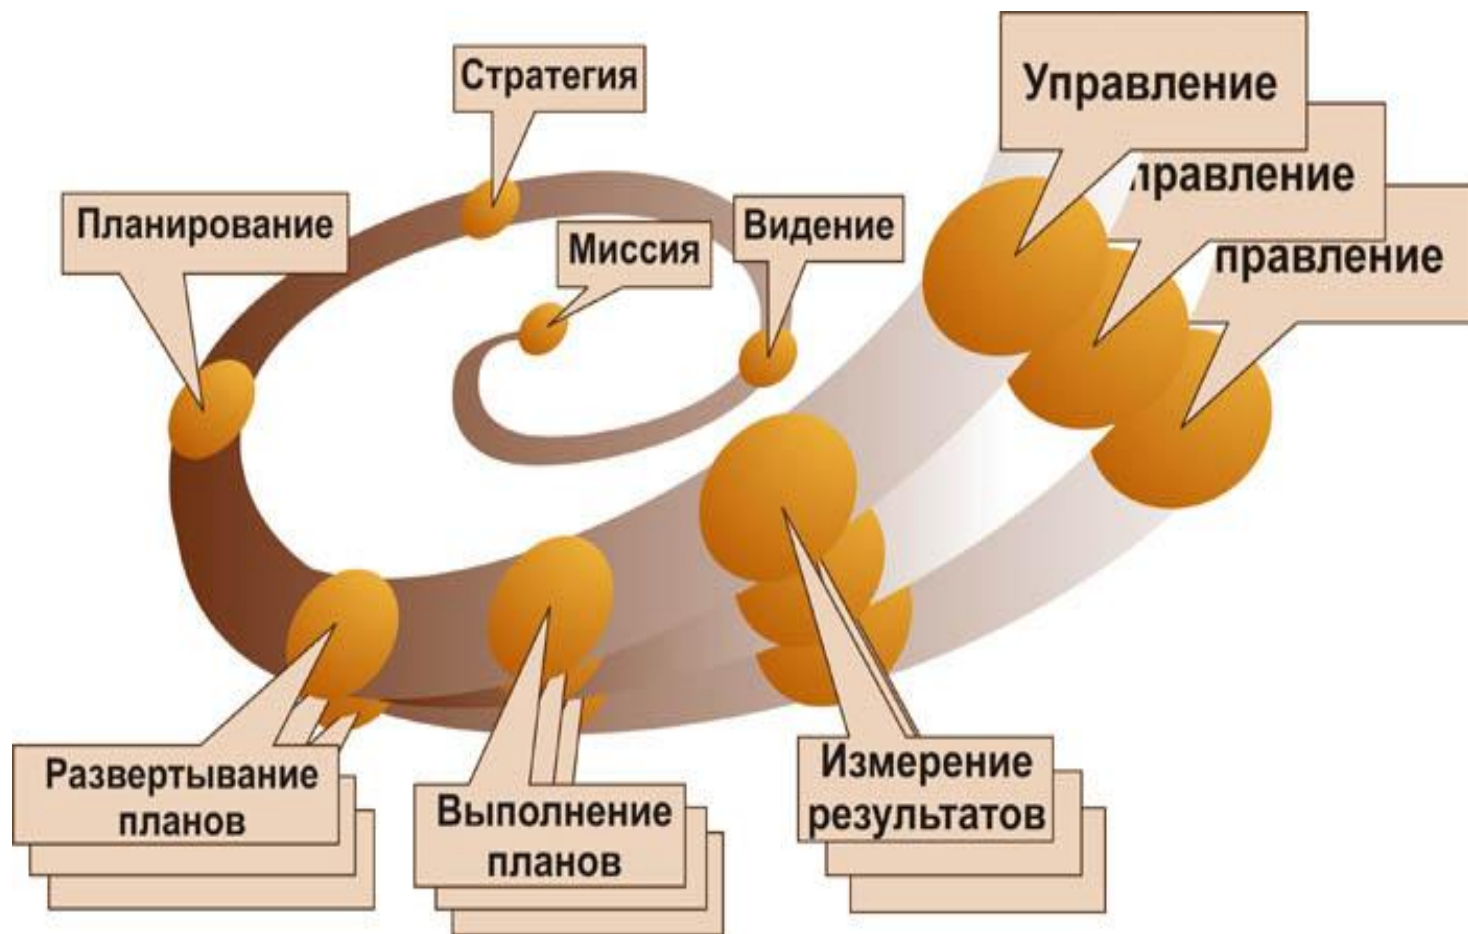 Стратегия
Управление
правление
правление
Планирование
Миссия
Видение
Развертывание
планов
Выполнение
планов
Измерение
результатов